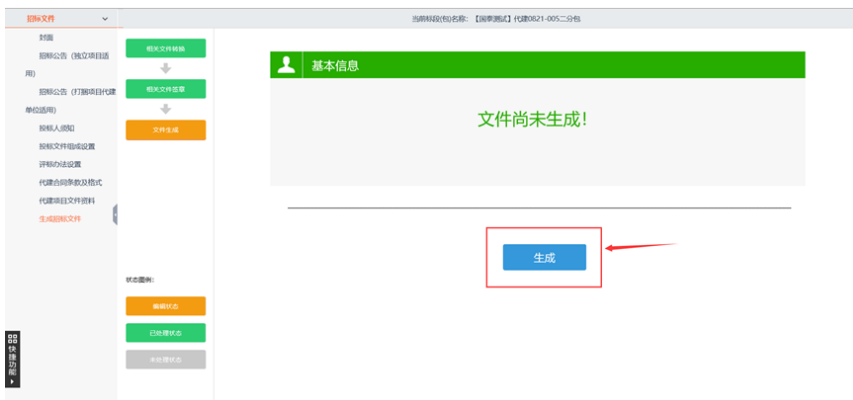 招标文件
当前标段(包)名称: 【国泰测试】代建0821-005二分包
封面
招标公告（独立项目适
用)
招标公告（打捆项目代建
单位适用)
投标人须知
投标文件组成设置
评标办法设置
代建合同条款及格式
代建项目文件资料
生成招标文件
相关文件转换
相关文件签章
文件生成
状态图例:
编辑状态
已处理状态
未处理状态
基本信息
文件尚未生成!
生成
快捷功能